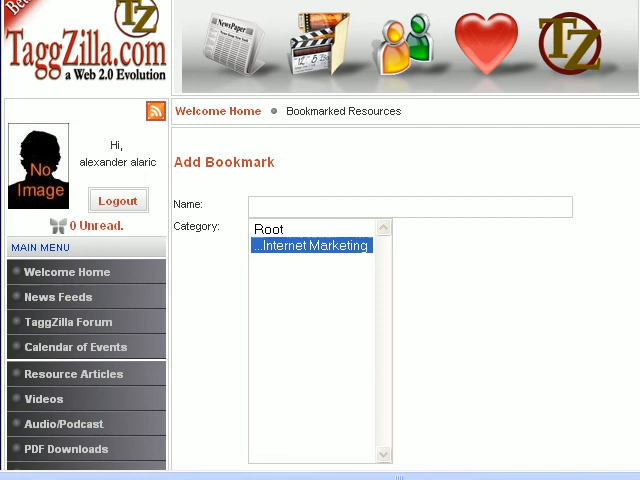 Beta
TZ
TaggZilla.com
a Web 2.0 Evolution
NewsPaper
TZ
Welcome Home
Bookmarked Resources
No
Image
Hi,
alexander alaric
Logout
0 Unread.
MAIN MENU
Welcome Home
News Feeds
TaggZilla Forum
Calendar of Events
Resource Articles
Videos
Audio/Podcast
PDF Downloads
Add Bookmark
Name:
Category:
Root
...Internet Marketing